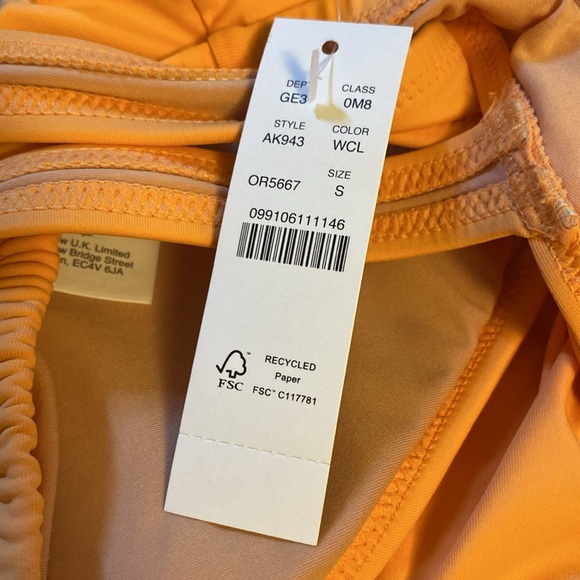 DEPT CLASS
GE3 0M8
STYLE COLOR
AK943 WCL
SIZE
OR5667 S
099106111146
RECYCLED
Paper
FSC™ C117781
FSC
U.K. Limited
Bridge Street
EC4V 6JA